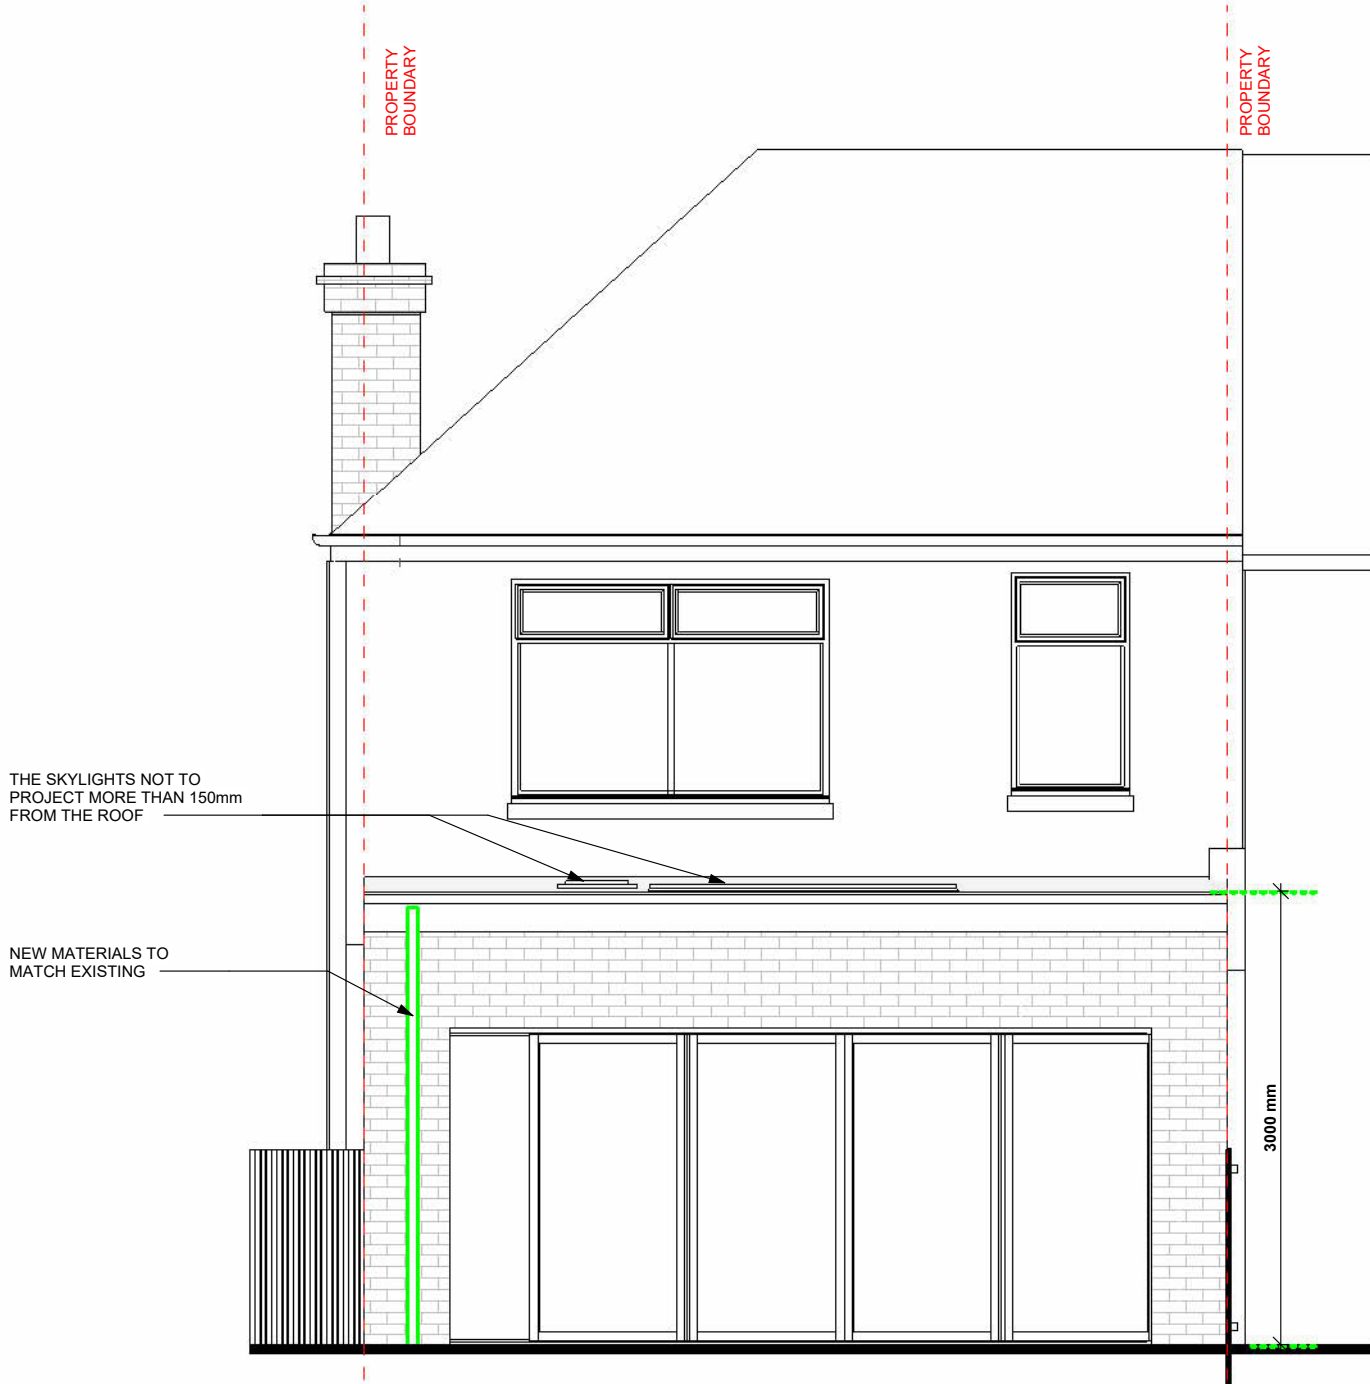 PROPERTY
BOUNDARY
PROPERTY
BOUNDARY
THE SKYLIGHTS NOT TO
PROJECT MORE THAN 150mm
FROM THE ROOF
NEW MATERIALS TO
MATCH EXISTING
3000 mm